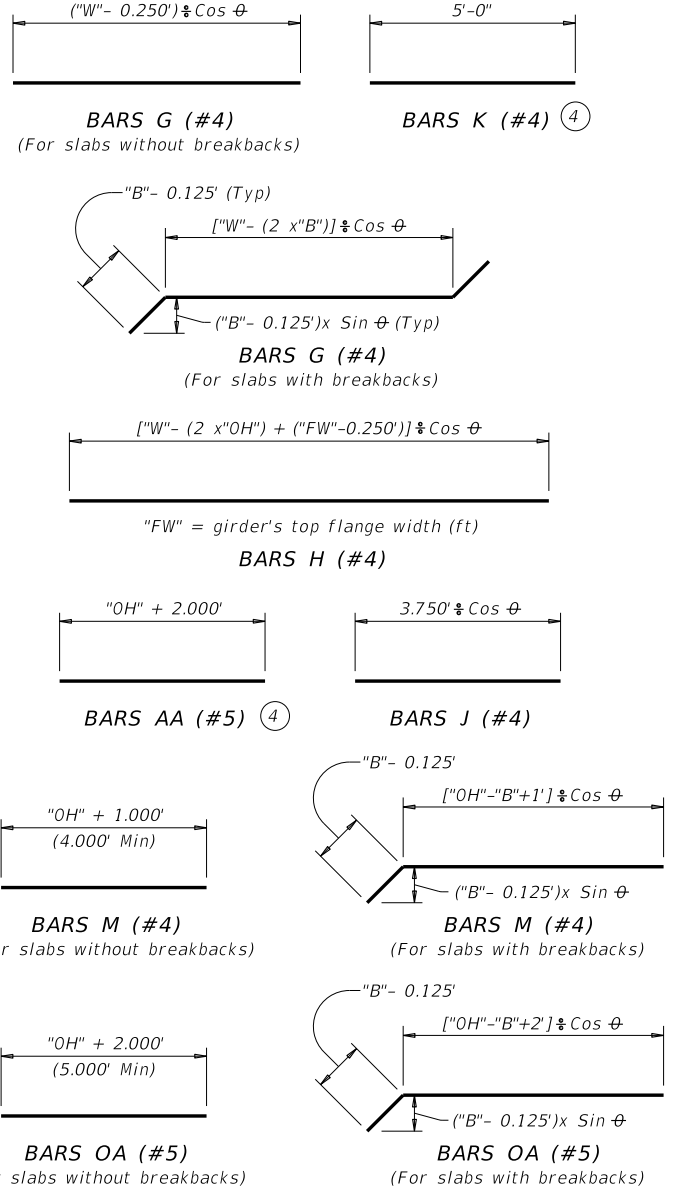 ("W"– 0.250')÷Cos θ
5'–0"
BARS G (#4)
BARS K (#4) 4
(For slabs without breakbacks)
"B"– 0.125' (Typ)
["W"– (2 x"B")]÷Cos θ
("B"– 0.125')x Sin θ (Typ)
BARS G (#4)
(For slabs with breakbacks)
["W"– (2 x"OH") + ("FW"–0.250')]÷Cos θ
"FW" = girder's top flange width (ft)
BARS H (#4)
"OH" + 2.000'
3.750'÷Cos θ
BARS AA (#5) 4
BARS J (#4)
"B"– 0.125'
["OH"–"B"+1']÷Cos θ
"OH" + 1.000'
(4.000' Min)
("B"– 0.125')x Sin θ
BARS M (#4)
BARS M (#4)
r slabs without breakbacks)
(For slabs with breakbacks)
"B"– 0.125'
["OH"–"B"+2']÷Cos θ
"OH" + 2.000'
(5.000' Min)
("B"– 0.125')x Sin θ
BARS OA (#5)
BARS OA (#5)
slabs without breakbacks)
(For slabs with breakbacks)